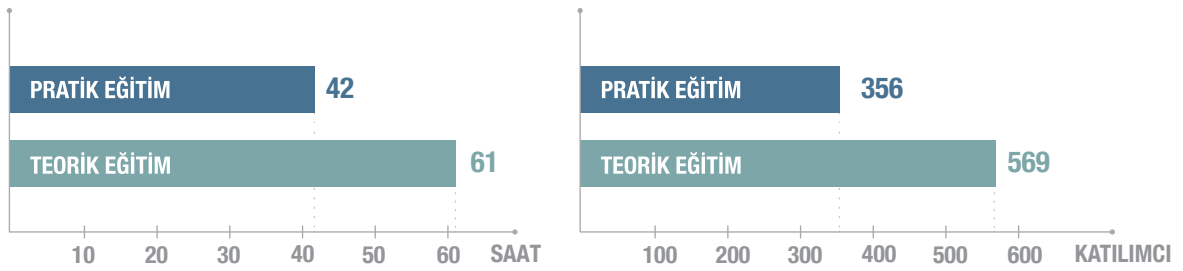 PRATİK EĞİTİM 42
TEORİK EĞİTİM 61
10 20 30 40 50 60 SAAT
PRATİK EĞİTİM 356
TEORİK EĞİTİM 569
100 200 300 400 500 600 KATILIMCI